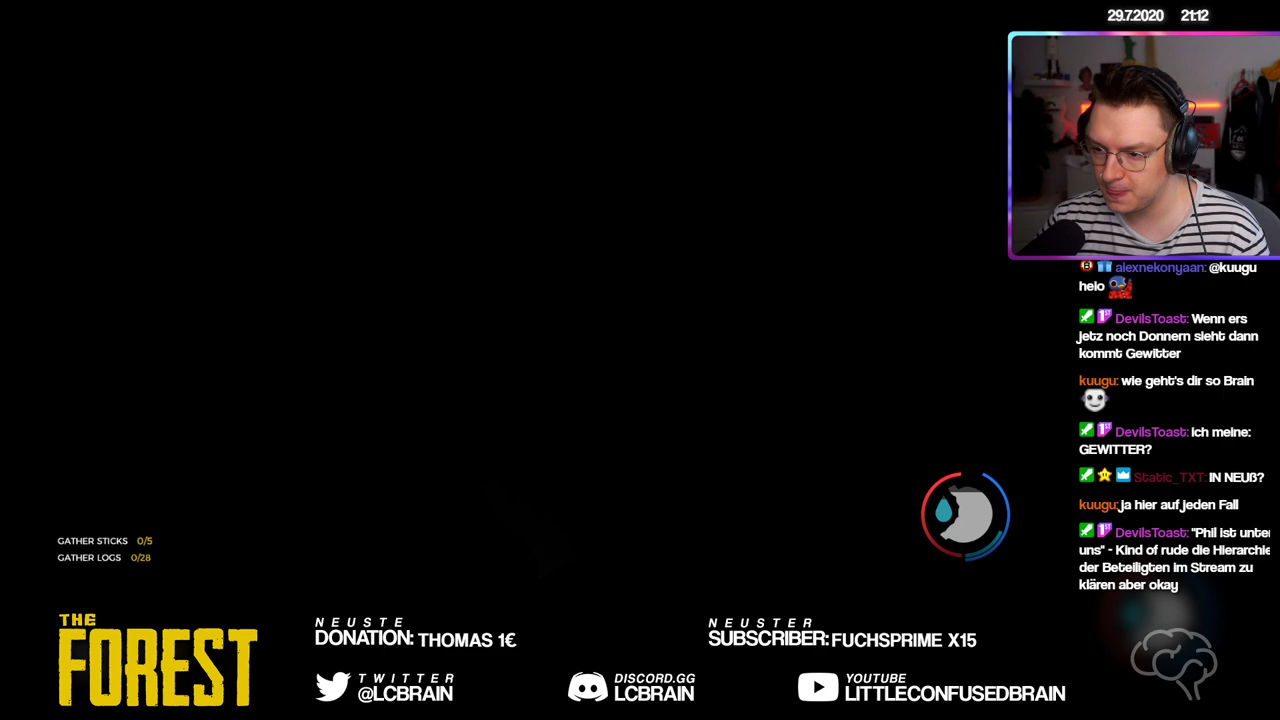 29.7.2020 21:12
alexnekonyaan: @kuugu
helo
DevilsToast: Wenn ers
jetz noch Donnern sieht dann
kommt Gewitter
kuugu: wie geht's dir so Brain
DevilsToast: Ich meine:
GEWITTER?
Static_TXT: IN NEUß?
kuugu: ja hier auf jeden Fall
DevilsToast: "Phil ist unter
uns" - Kind of rude die Hierarchie
der Beteiligten im Stream zu
klären aber okay
GATHER STICKS 0/5
GATHER LOGS 0/28
THE
FOREST
NEUSTE
DONATION: THOMAS 1€
NEUSTER
SUBSCRIBER: FUCHSPRIME X15
TWITTER
@LCBRAIN
DISCORD.GG
LCBRAIN
YOUTUBE
LITTLECONFUSEDBRAIN